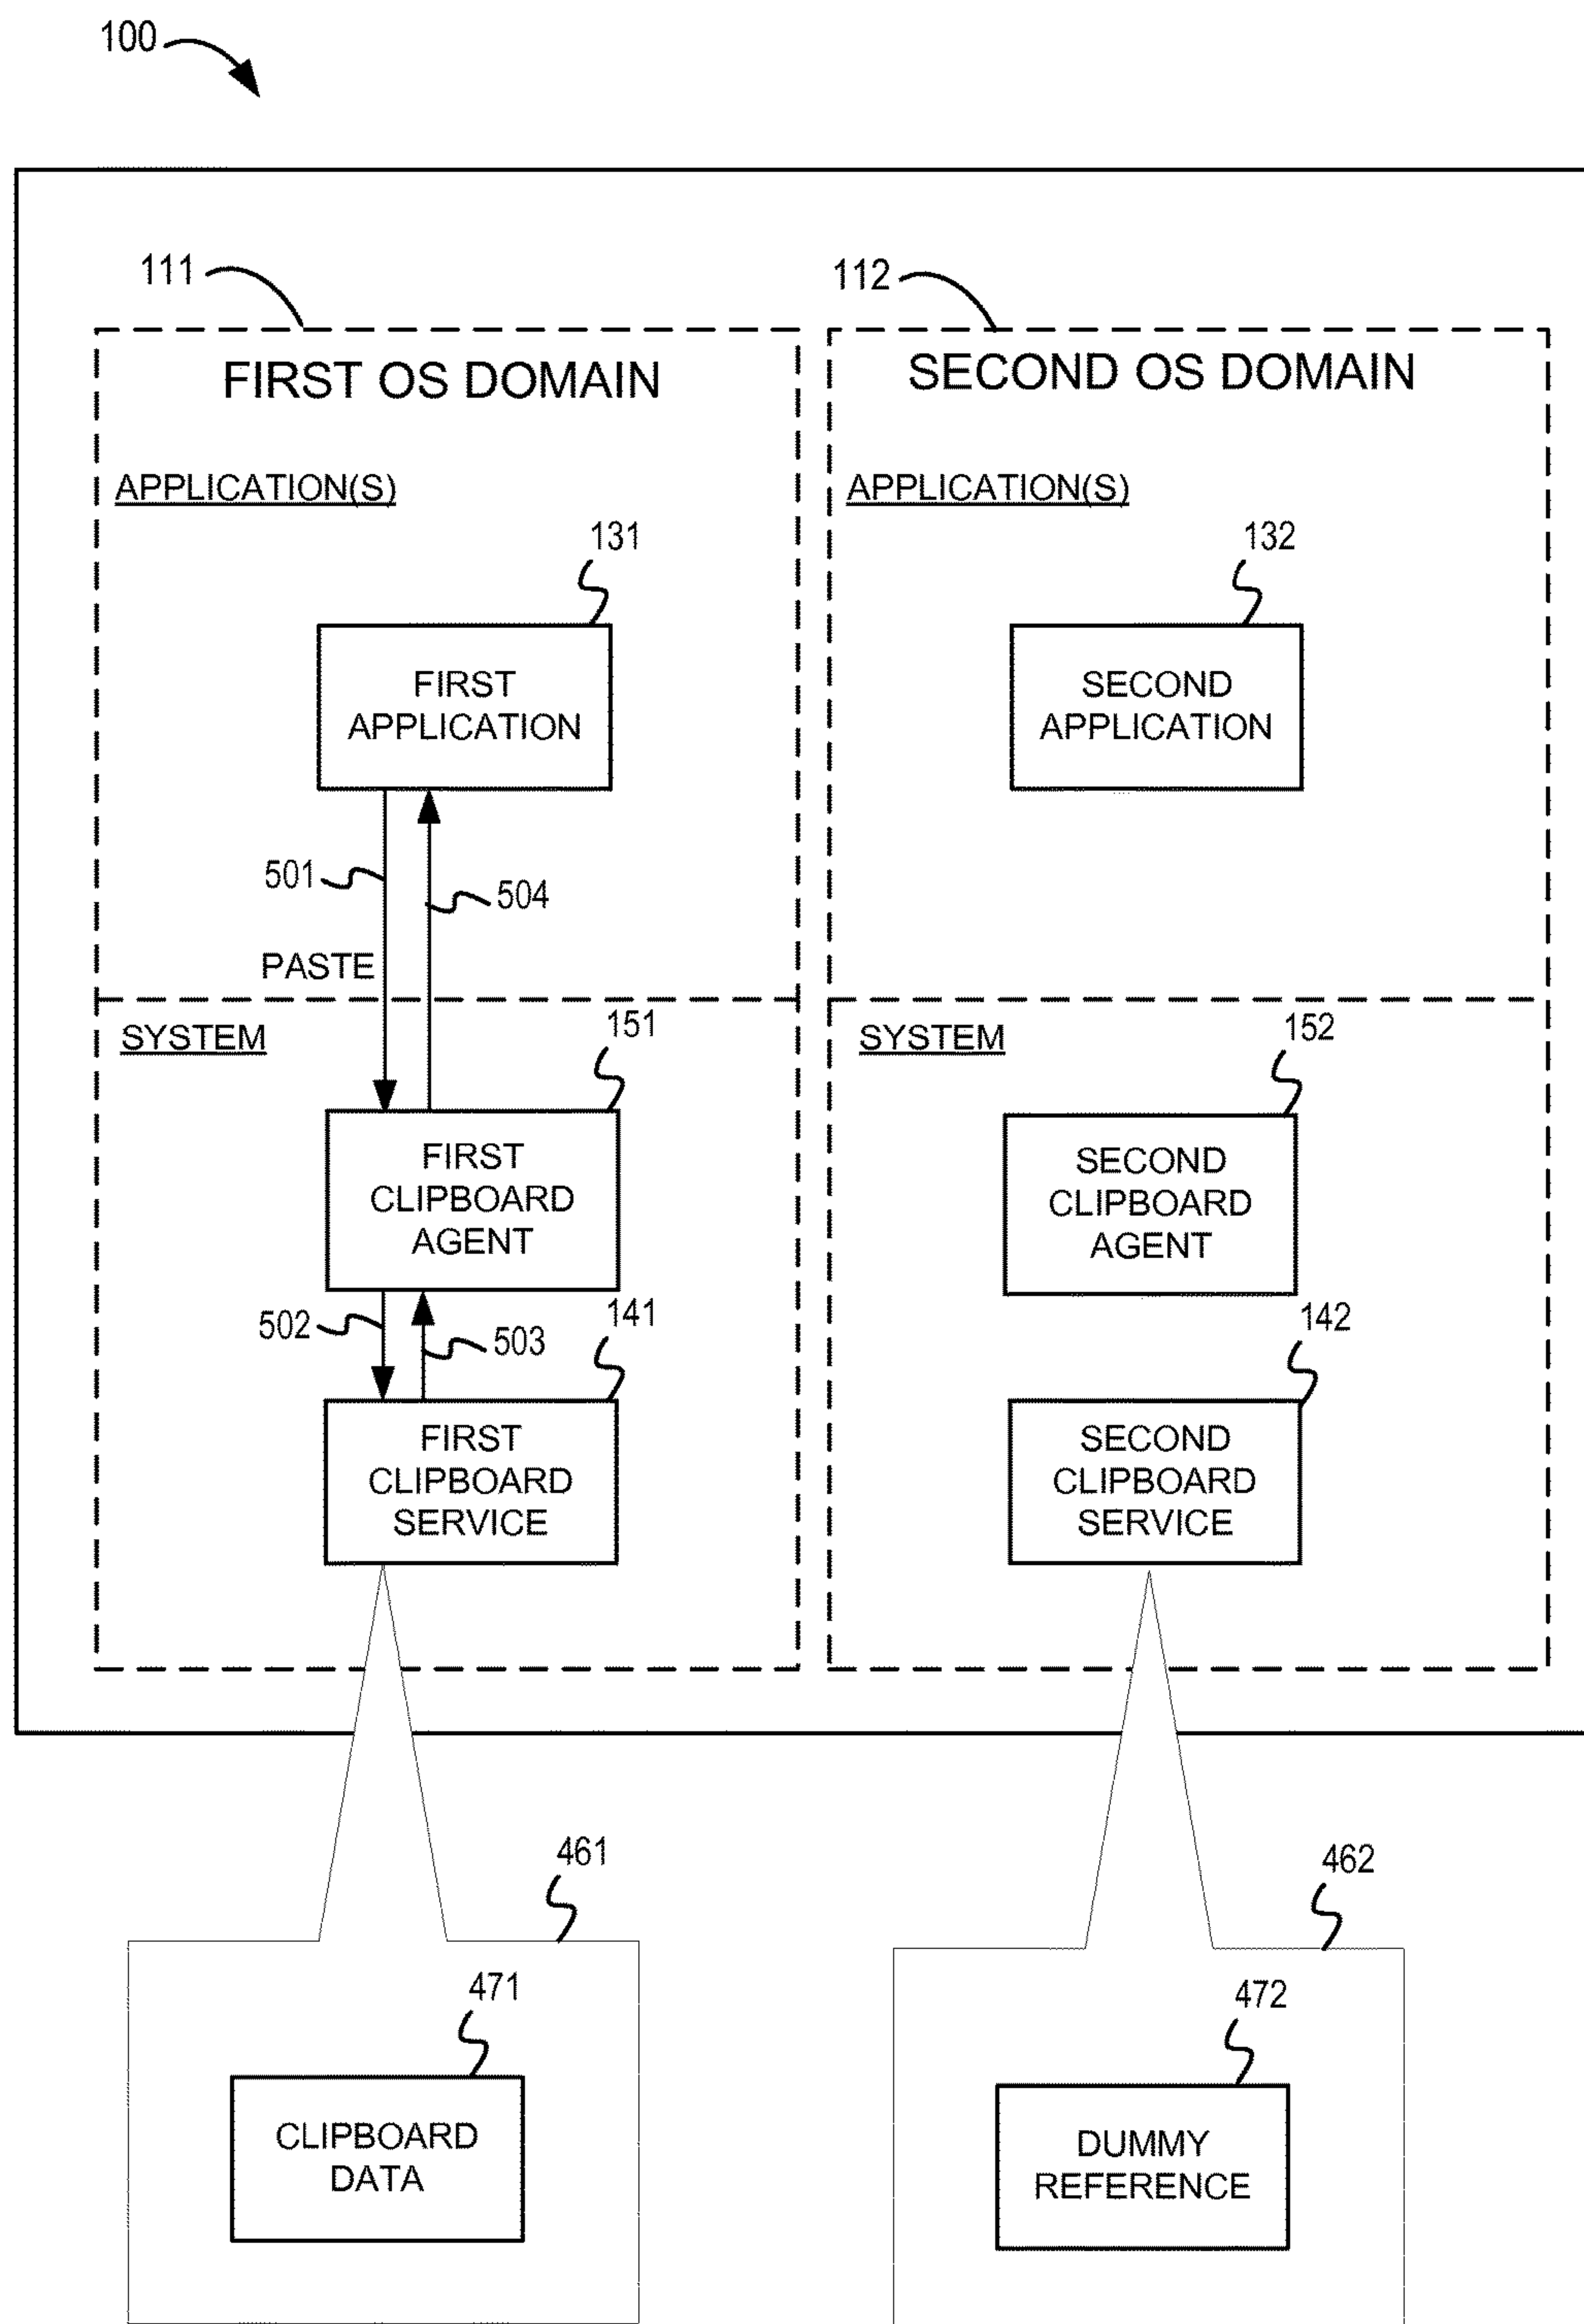 100
111
112
FIRST OS DOMAIN
SECOND OS DOMAIN
APPLICATION(S)
APPLICATION(S)
131
132
FIRST
APPLICATION
SECOND
APPLICATION
501
504
PASTE
SYSTEM
151
SYSTEM
152
FIRST
CLIPBOARD
AGENT
SECOND
CLIPBOARD
AGENT
502
503
141
142
FIRST
CLIPBOARD
SERVICE
SECOND
CLIPBOARD
SERVICE
461
462
471
472
CLIPBOARD
DATA
DUMMY
REFERENCE